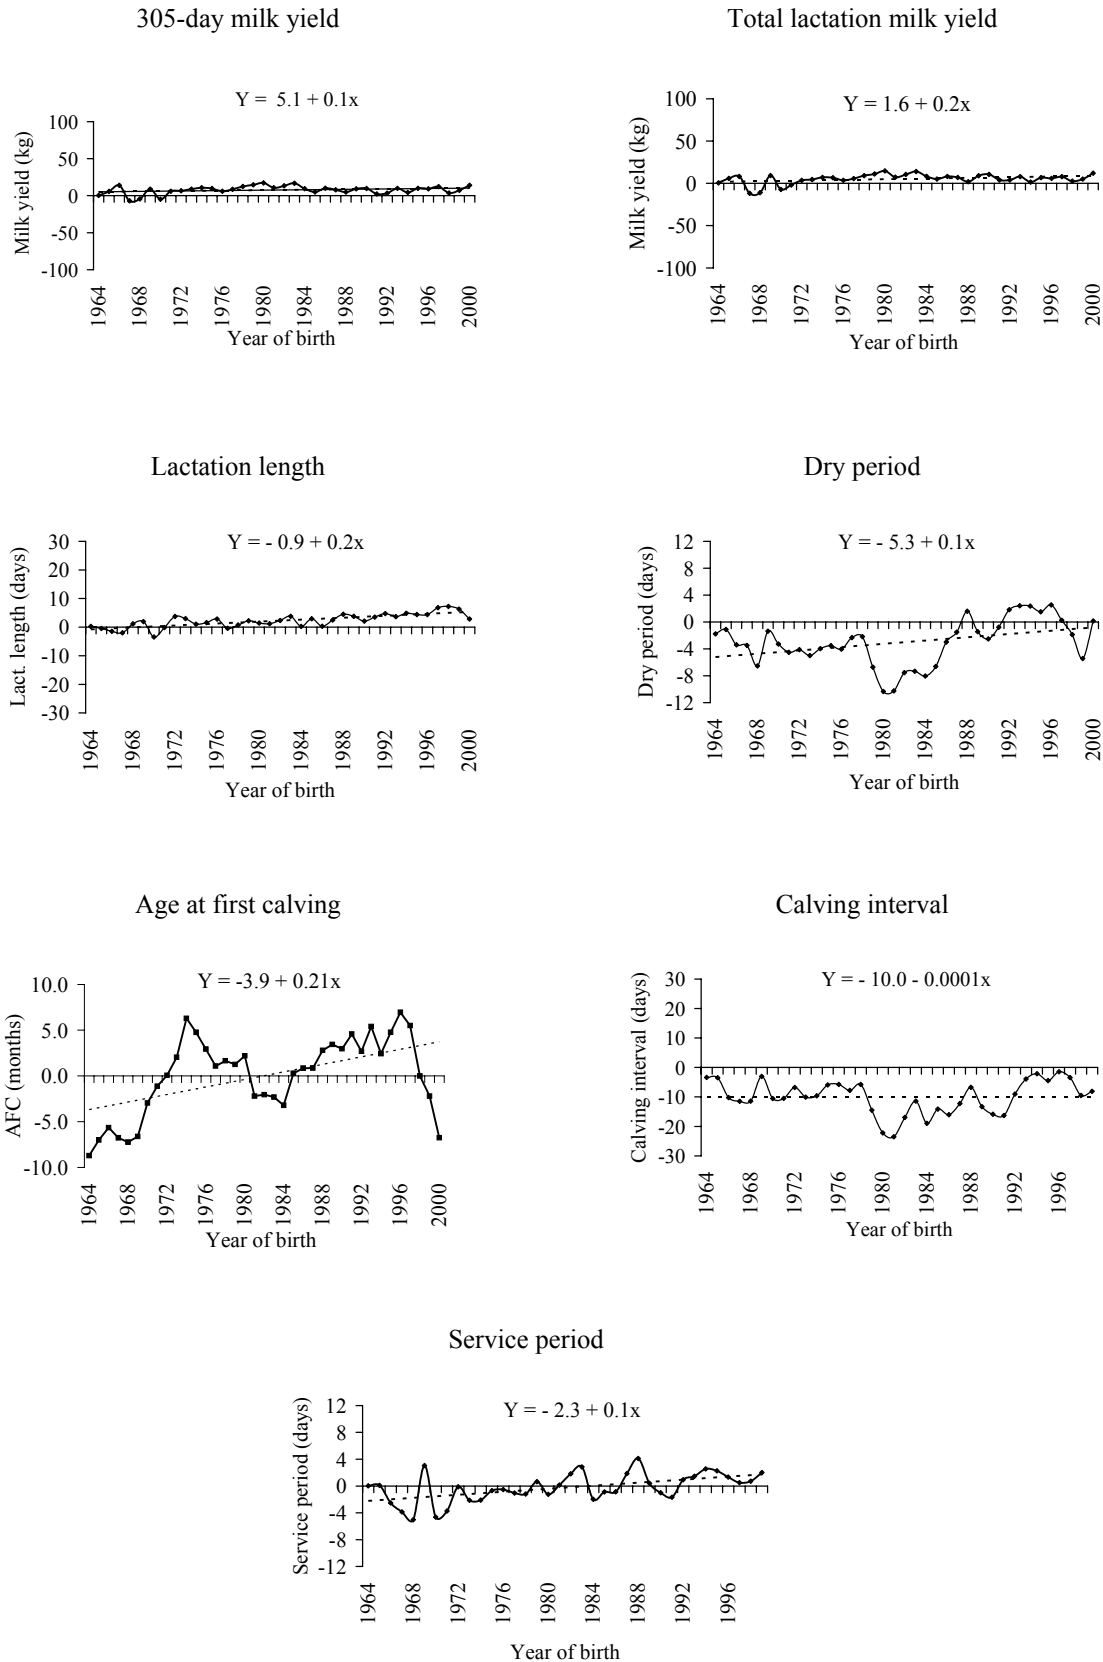 305-day milk yield
Total lactation milk yield
Y = 5.1 + 0.1x
Milk yield (kg)
100
50
0
-50
-100
1964 1968 1972 1976 1980 1984 1988 1992 1996 2000
Year of birth
Y = 1.6 + 0.2x
Milk yield (kg)
100
50
0
-50
-100
1964 1968 1972 1976 1980 1984 1988 1992 1996 2000
Year of birth
Lactation length
Dry period
Y = - 0.9 + 0.2x
Lact. length (days)
30
20
10
0
-10
-20
-30
1964 1968 1972 1976 1980 1984 1988 1992 1996 2000
Year of birth
Y = - 5.3 + 0.1x
Dry period (days)
12
8
4
0
-4
-8
-12
1964 1968 1972 1976 1980 1984 1988 1992 1996 2000
Year of birth
Age at first calving
Calving interval
Y = -3.9 + 0.21x
AFC (months)
10.0
5.0
0.0
-5.0
-10.0
1964 1968 1972 1976 1980 1984 1988 1992 1996 2000
Year of birth
Y = - 10.0 - 0.0001x
Calving interval (days)
30
20
10
0
-10
-20
-30
1964 1968 1972 1976 1980 1984 1988 1992 1996
Year of birth
Service period
Y = - 2.3 + 0.1x
Service period (days)
12
8
4
0
-4
-8
-12
1964 1968 1972 1976 1980 1984 1988 1992 1996
Year of birth